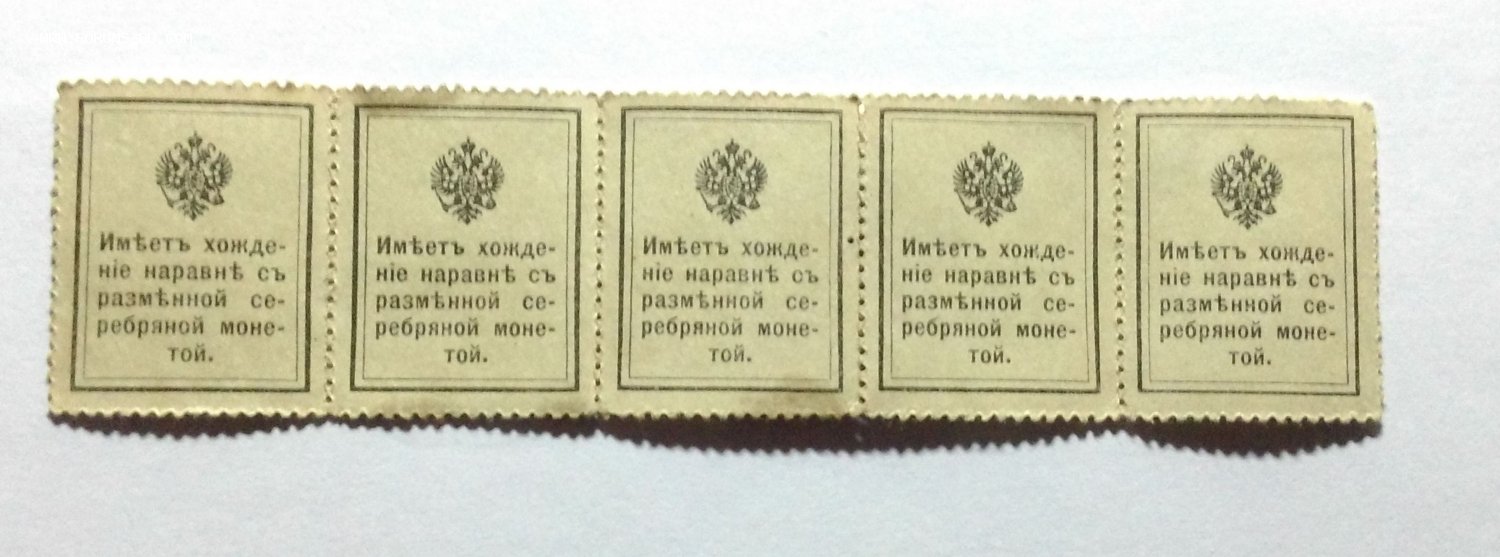 Имѣетъ хожде-
ніе наравнѣ съ
размѣнной се-
ребряной моне-
той.
Имѣетъ хожде-
ніе наравнѣ съ
размѣнной се-
ребряной моне-
той.
Имѣетъ хожде-
ніе наравнѣ съ
размѣнной се-
ребряной моне-
той.
Имѣетъ хожде-
ніе наравнѣ съ
размѣнной се-
ребряной моне-
той.
Имѣетъ хожде-
ніе наравнѣ съ
размѣнной се-
ребряной моне-
той.